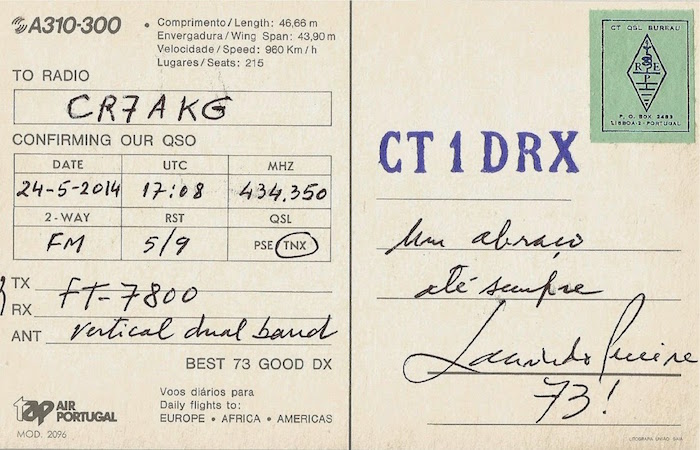 A310-300
• Comprimento/Length: 46,66 m
Envergadura/Wing Span: 43,90 m
Velocidade/Speed: 960 Km/h
Lugares/Seats: 215
TO RADIO
CR7AKG
CONFIRMING OUR QSO
DATE UTC MHZ
24-5-2014 17:08 434.350
2-WAY RST QSL
FM 5/9 PSE TNX
TX
RX FT-7800
ANT vertical dual band
BEST 73 GOOD DX
tap AIR PORTUGAL
MOD. 2096
Voos diários para
Daily flights to:
EUROPE • AFRICA • AMERICAS
CT QSL BUREAU
R E P
P. O. BOX 2483
LISBOA-2-PORTUGAL
CT1DRX
Um abraço
até sempre
73!